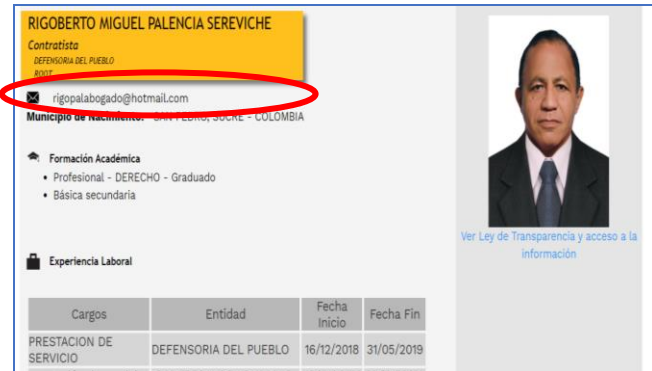 RIGOBERTO MIGUEL PALENCIA SEREVICHE
Contratista
DEFENSORIA DEL PUEBLO
ROOT
rigopalabogado@hotmail.com
Municipio de Nacimiento: SAN PEDRO, SUCRE - COLOMBIA
Formación Académica
• Profesional - DERECHO - Graduado
• Básica secundaria
Ver Ley de Transparencia y acceso a la
información
Experiencia Laboral
Cargos Entidad Fecha Inicio Fecha Fin
PRESTACION DE SERVICIO DEFENSORIA DEL PUEBLO 16/12/2018 31/05/2019